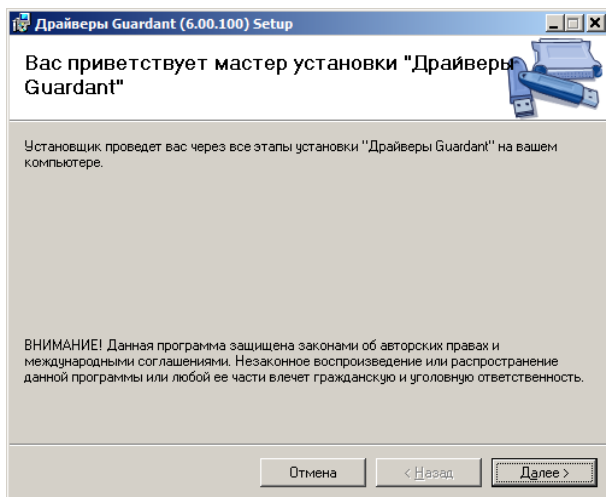 Драйверы Guardant (6.00.100) Setup
Вас приветствует мастер установки "Драйверы
Guardant"
Установщик проведет вас через все этапы установки "Драйверы Guardant" на вашем
компьютере.
ВНИМАНИЕ! Данная программа защищена законами об авторских правах и
международными соглашениями. Незаконное воспроизведение или распространение
данной программы или любой ее части влечет гражданскую и уголовную ответственность.
Отмена
< Назад
Далее >